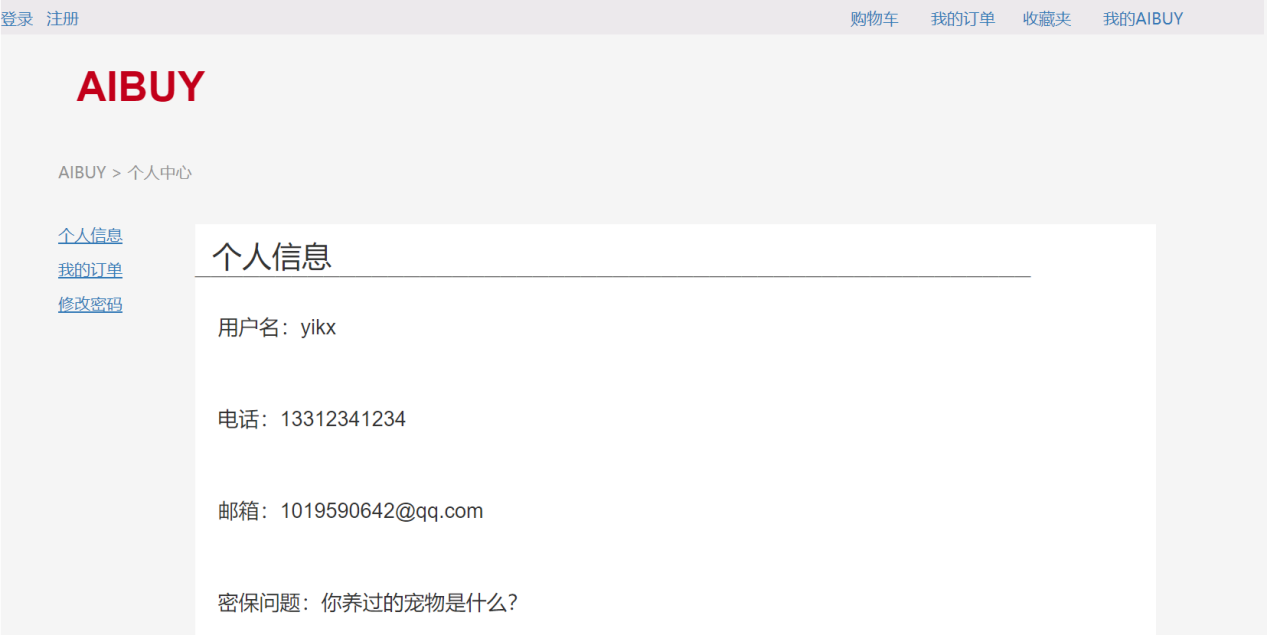 登录 注册 购物车 我的订单 收藏夹 我的AIBUY
AIBUY
AIBUY > 个人中心
个人信息
我的订单
修改密码
个人信息
用户名：yikx
电话：13312341234
邮箱：1019590642@qq.com
密保问题：你养过的宠物是什么？